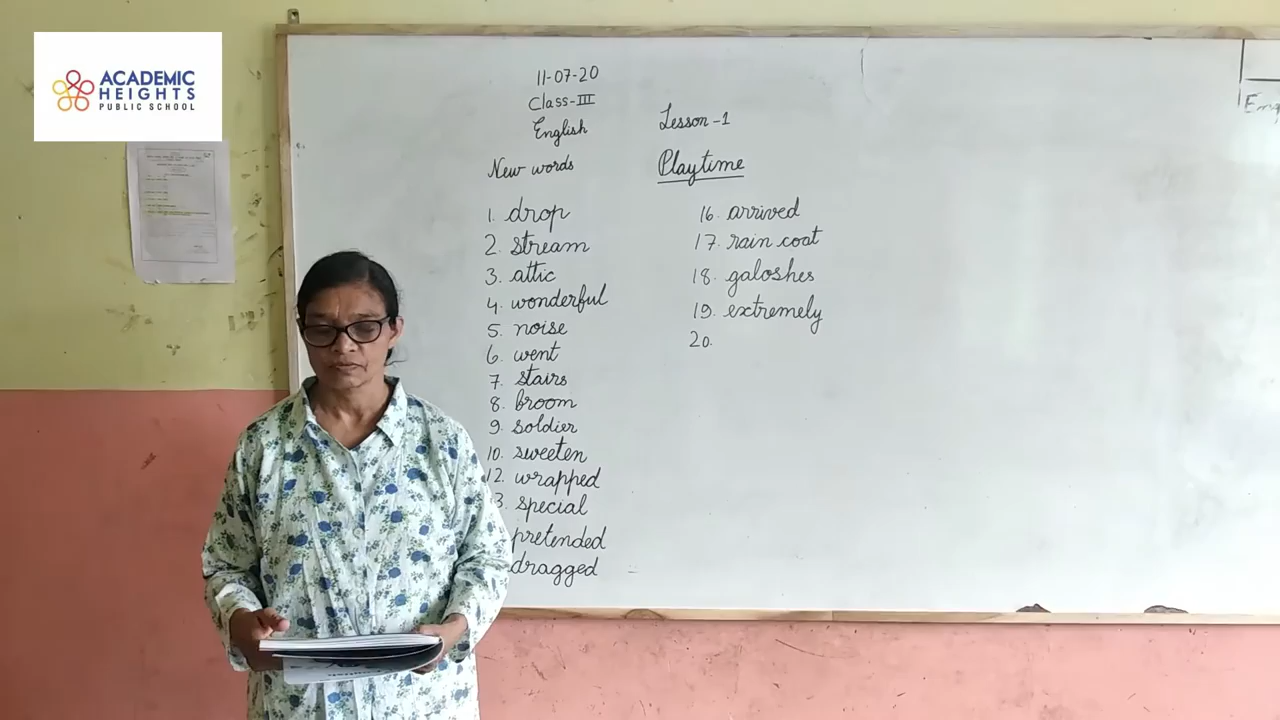 ACADEMIC
HEIGHTS
PUBLIC SCHOOL
11-07-20
Class-III
English
New words
1. drop
2. stream
3. attic
4. wonderful
5. noise
6. went
7. stairs
8. broom
9. soldier
10. sweeten
12. wrapped
3. special
pretended
dragged
Lesson-1
Playtime
16. arrived
17. rain coat
18. galoshes
19. extremely
20.